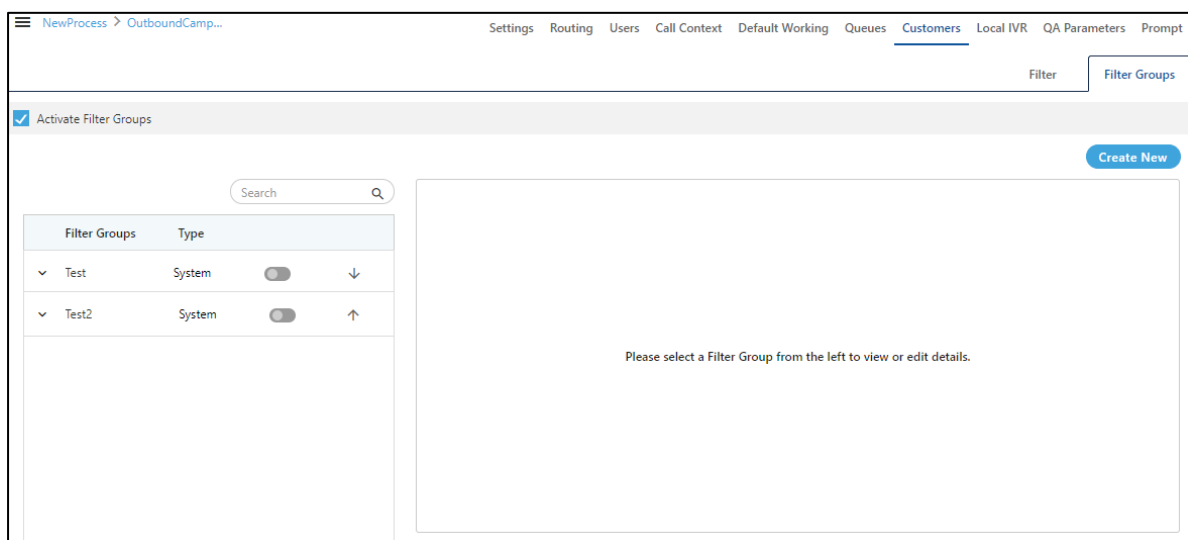 NewProcess > OutboundCamp...
Settings Routing Users Call Context Default Working Queues Customers Local IVR QA Parameters Prompt
Filter Filter Groups
Activate Filter Groups
Create New
Search
Filter Groups Type
Test System
Test2 System
Please select a Filter Group from the left to view or edit details.